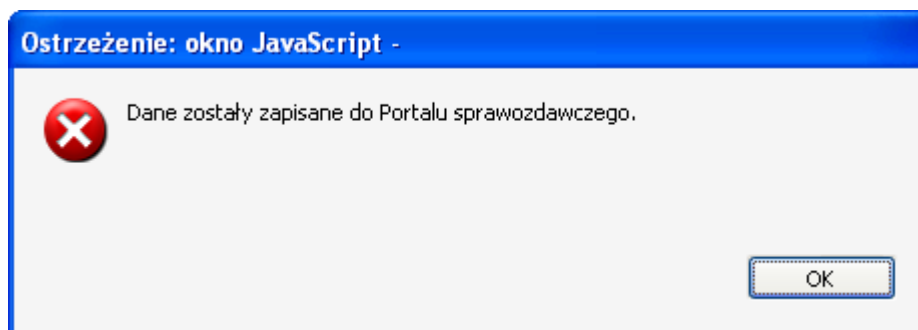 Ostrzeżenie: okno JavaScript -
Dane zostały zapisane do Portalu sprawozdawczego.
OK